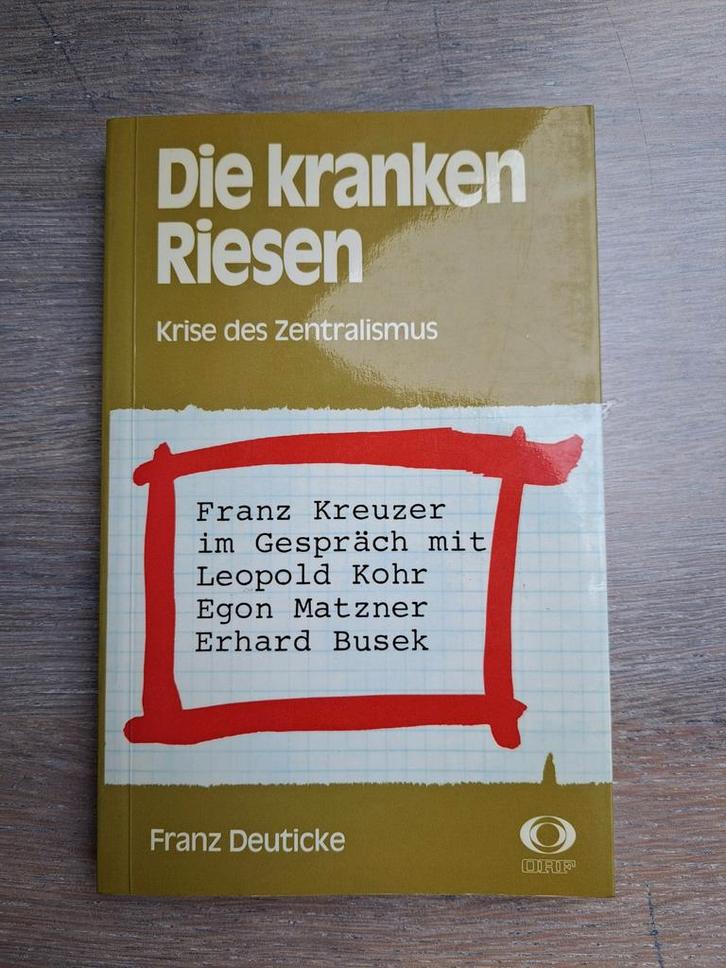 Die kranken
Riesen
Krise des Zentralismus
Franz Kreuzer
im Gespräch mit
Leopold Kohr
Egon Matzner
Erhard Busek
Franz Deuticke
ORF